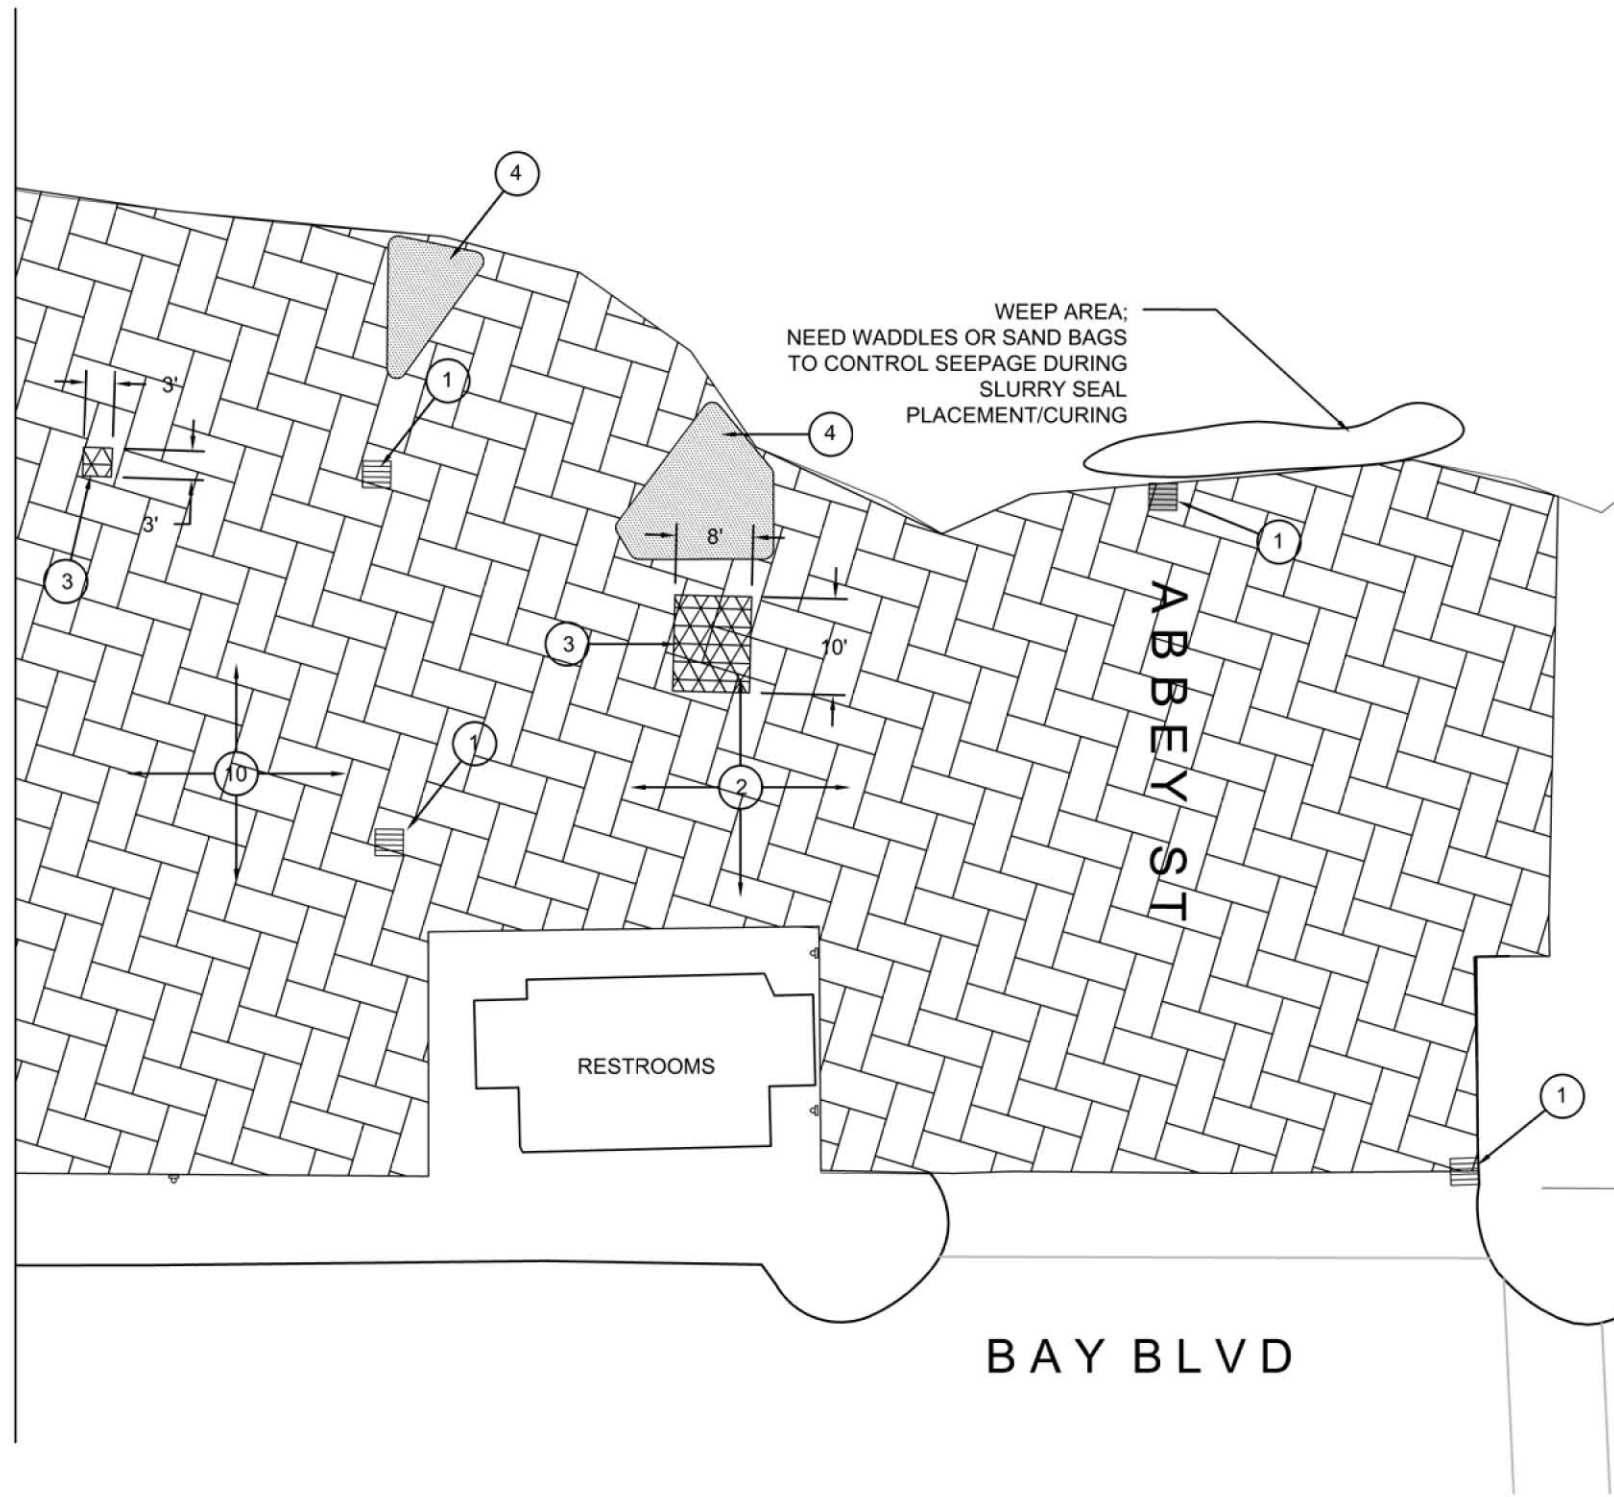 4
WEEP AREA;
NEED WADDLES OR SAND BAGS
TO CONTROL SEEPAGE DURING
SLURRY SEAL
PLACEMENT/CURING
3'
1
4
3'
8'
1
3
3
10'
ABBEY ST
1
10
2
RESTROOMS
1
BAY BLVD